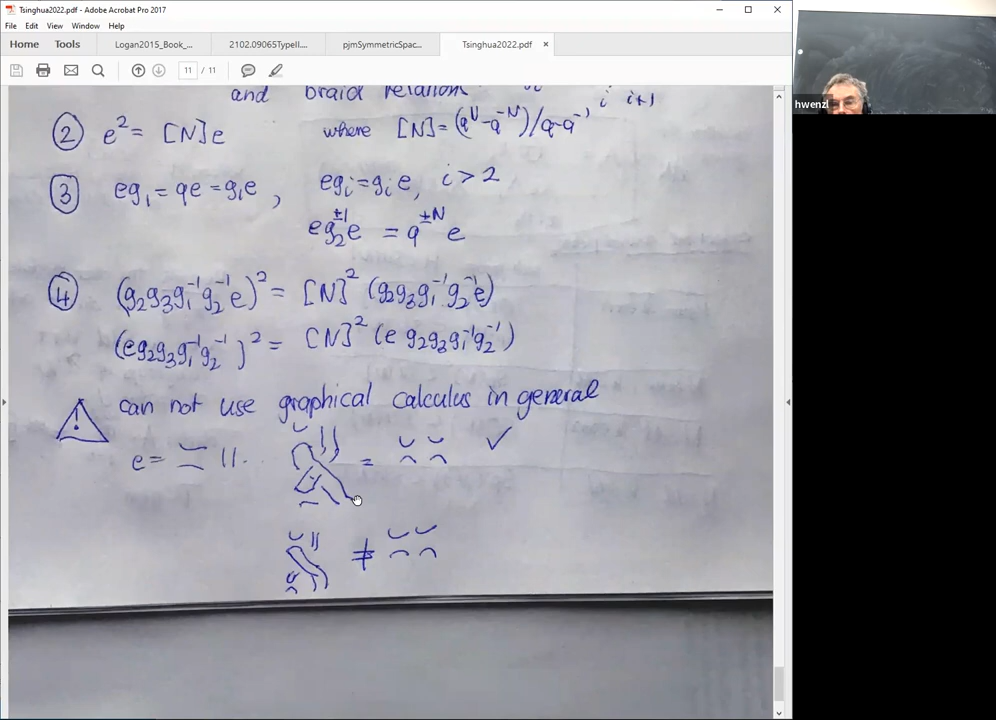 Tsinghua2022.pdf - Adobe Acrobat Pro 2017
File Edit View Window Help
Home Tools Logan2015_Book_... 2102.09065TypeII.... pjmSymmetricSpac... Tsinghua2022.pdf ×
11 / 11
hwenzl
and braid relation i i+1
② e² = [N]e where [N] = (q^N - q^-N)/q-q^-1
③ eg₁ = qe = g₁e, eg_i = g_i e, i > 2
eg₂^±1 e = q^±N e
④ (g₂g₃g₁^-1g₂^-1e)² = [N]² (g₂g₃g₁^-1g₂^-1e)
(eg₂g₃g₁^-1g₂^-1)² = [N]² (e g₂g₃g₁^-1g₂^-1)
! can not use graphical calculus in general
e = || . = ✓
≠